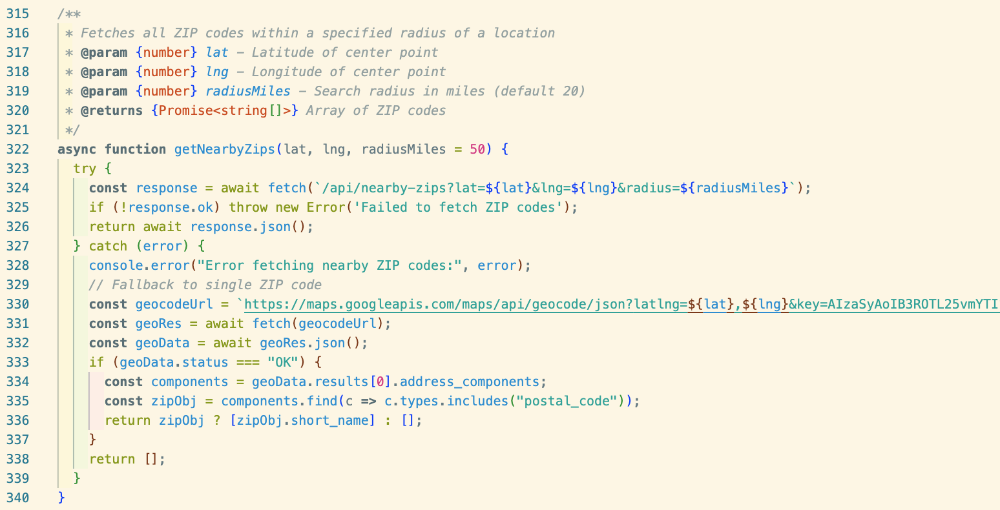 315 /**
316 * Fetches all ZIP codes within a specified radius of a location
317 * @param {number} lat – Latitude of center point
318 * @param {number} lng – Longitude of center point
319 * @param {number} radiusMiles – Search radius in miles (default 20)
320 * @returns {Promise<string[]>} Array of ZIP codes
321 */
322 async function getNearbyZips(lat, lng, radiusMiles = 50) {
323 try {
324 const response = await fetch(`/api/nearby-zips?lat=${lat}&lng=${lng}&radius=${radiusMiles}`);
325 if (!response.ok) throw new Error('Failed to fetch ZIP codes');
326 return await response.json();
327 } catch (error) {
328 console.error("Error fetching nearby ZIP codes:", error);
329 // Fallback to single ZIP code
330 const geocodeUrl = `https://maps.googleapis.com/maps/api/geocode/json?latlng=${lat},${lng}&key=AIzaSyAoIB3ROTL25vmYTI
331 const geoRes = await fetch(geocodeUrl);
332 const geoData = await geoRes.json();
333 if (geoData.status === "OK") {
334 const components = geoData.results[0].address_components;
335 const zipObj = components.find(c => c.types.includes("postal_code"));
336 return zipObj ? [zipObj.short_name] : [];
337 }
338 return [];
339 }
340 }